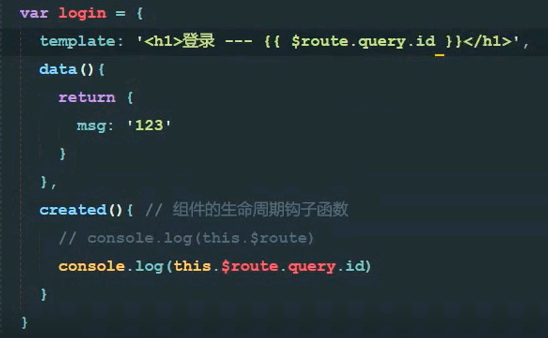 var login = {
template: '<h1>登录 --- {{ $route.query.id }}</h1>',
data(){
return {
msg: '123'
}
},
created(){ // 组件的生命周期钩子函数
// console.log(this.$route)
console.log(this.$route.query.id)
}
}